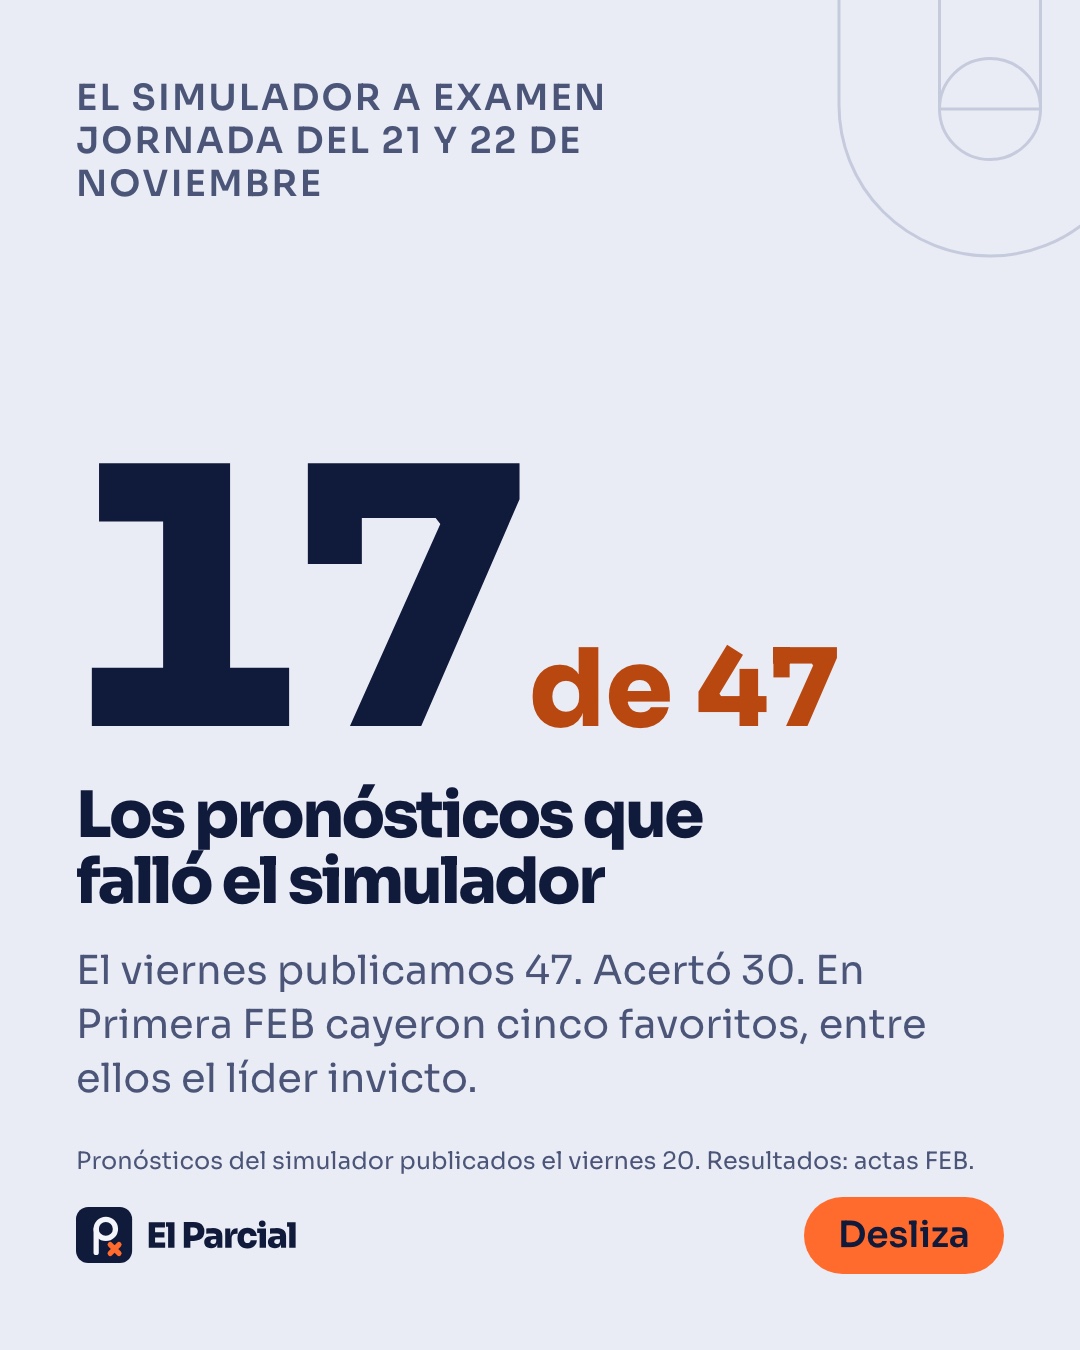 EL SIMULADOR A EXAMEN
JORNADA DEL 21 Y 22 DE
NOVIEMBRE
17 de 47
Los pronósticos que
falló el simulador
El viernes publicamos 47. Acertó 30. En
Primera FEB cayeron cinco favoritos, entre
ellos el líder invicto.
Pronósticos del simulador publicados el viernes 20. Resultados: actas FEB.
El Parcial
Desliza